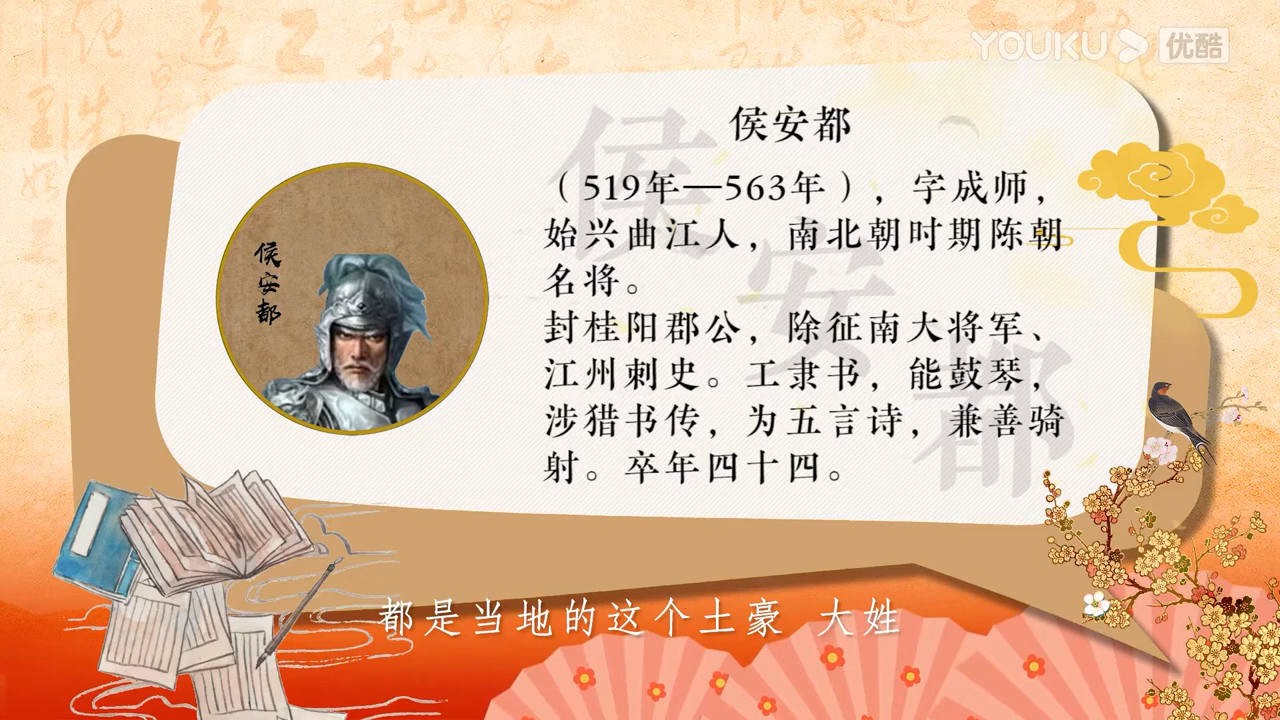 YOUKU 优酷
侯安都
（519年—563年），字成师，
始兴曲江人，南北朝时期陈朝
名将。
封桂阳郡公，除征南大将军、
江州刺史。工隶书，能鼓琴，
涉猎书传，为五言诗，兼善骑
射。卒年四十四。
侯安都
侯安都
都是当地的这个土豪 大姓